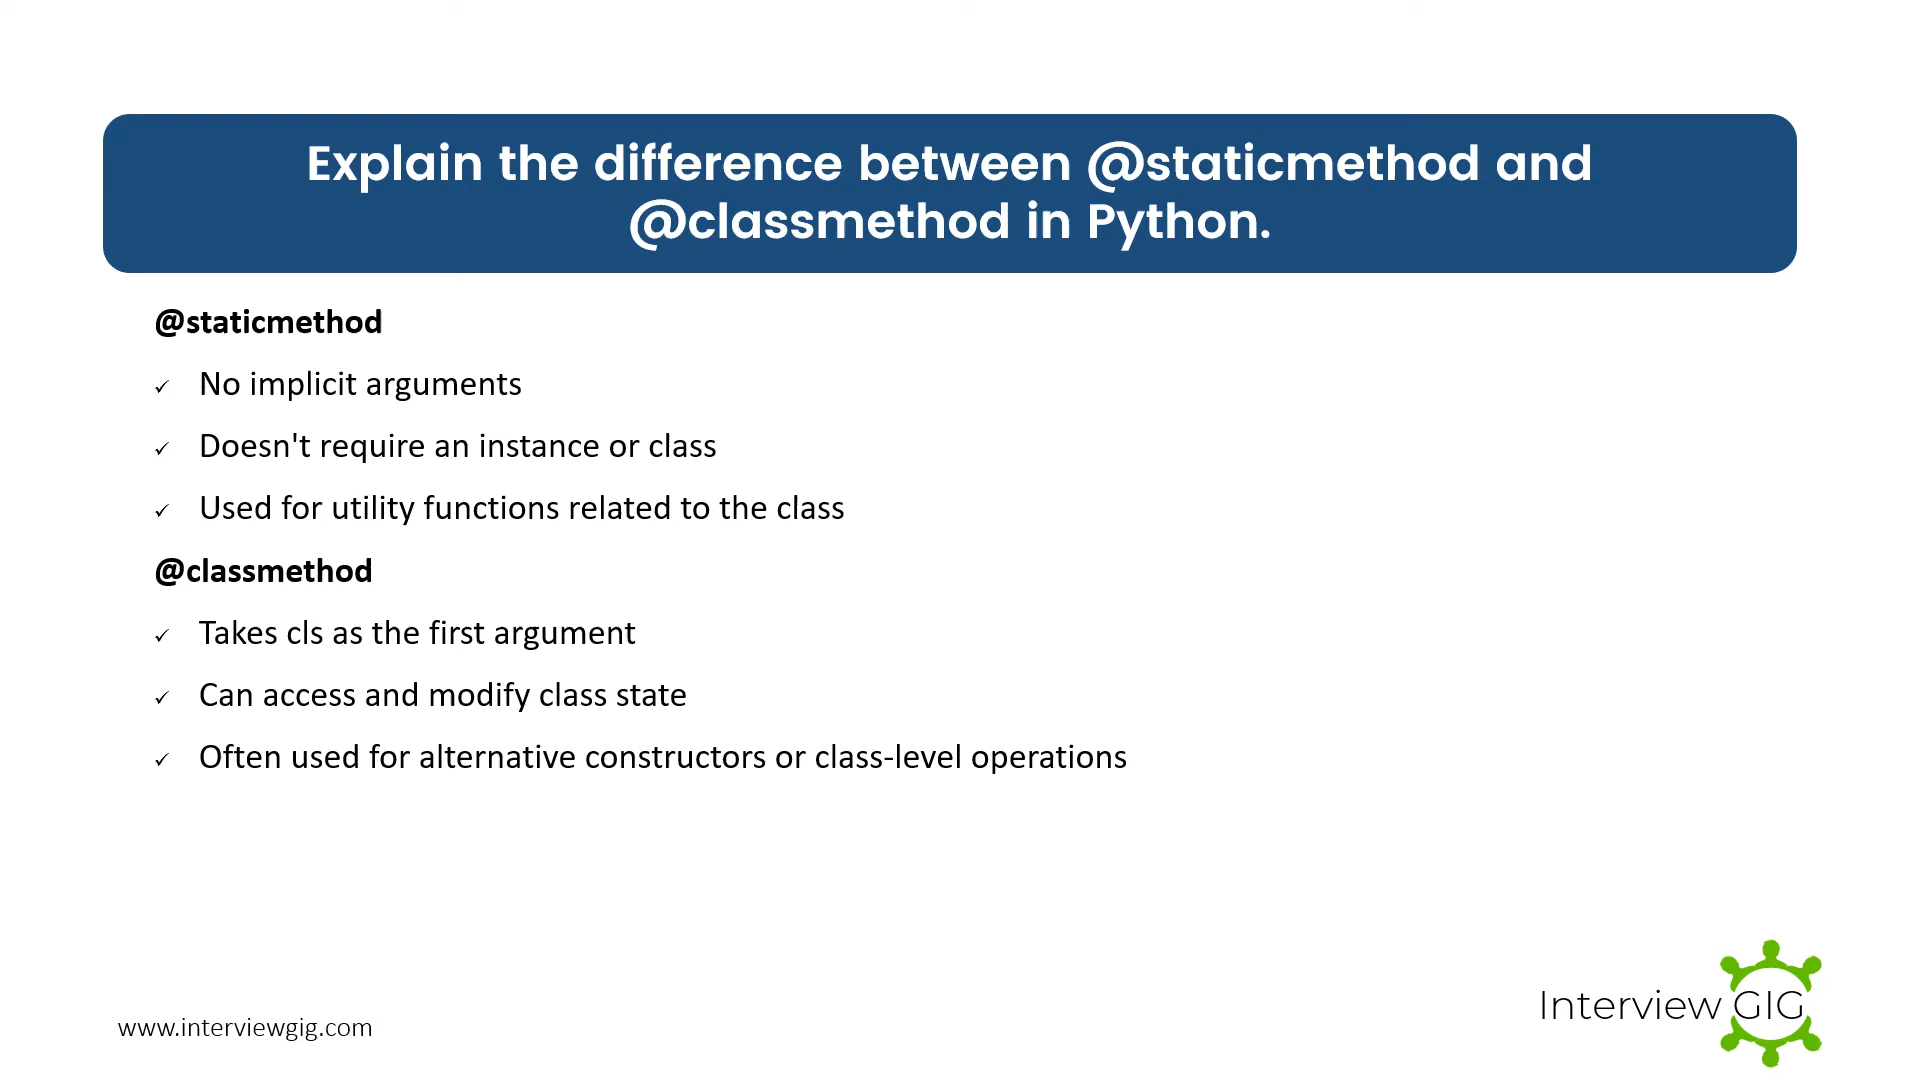 Explain the difference between @staticmethod and
@classmethod in Python.
@staticmethod
✓ No implicit arguments
✓ Doesn't require an instance or class
✓ Used for utility functions related to the class
@classmethod
✓ Takes cls as the first argument
✓ Can access and modify class state
✓ Often used for alternative constructors or class-level operations
www.interviewgig.com
Interview GIG